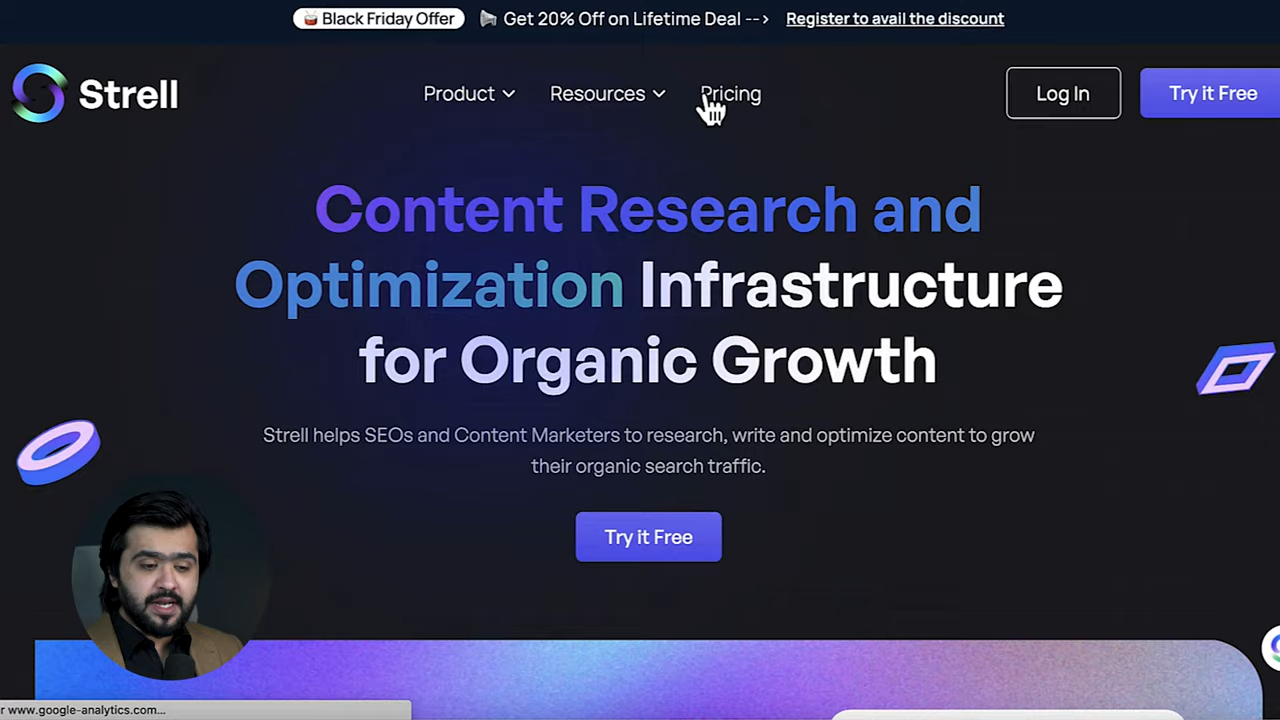 🥁 Black Friday Offer 📢 Get 20% Off on Lifetime Deal --> Register to avail the discount
Strell Product Resources Pricing Log In Try it Free
Content Research and
Optimization Infrastructure
for Organic Growth
Strell helps SEOs and Content Marketers to research, write and optimize content to grow
their organic search traffic.
Try it Free
r www.google-analytics.com...